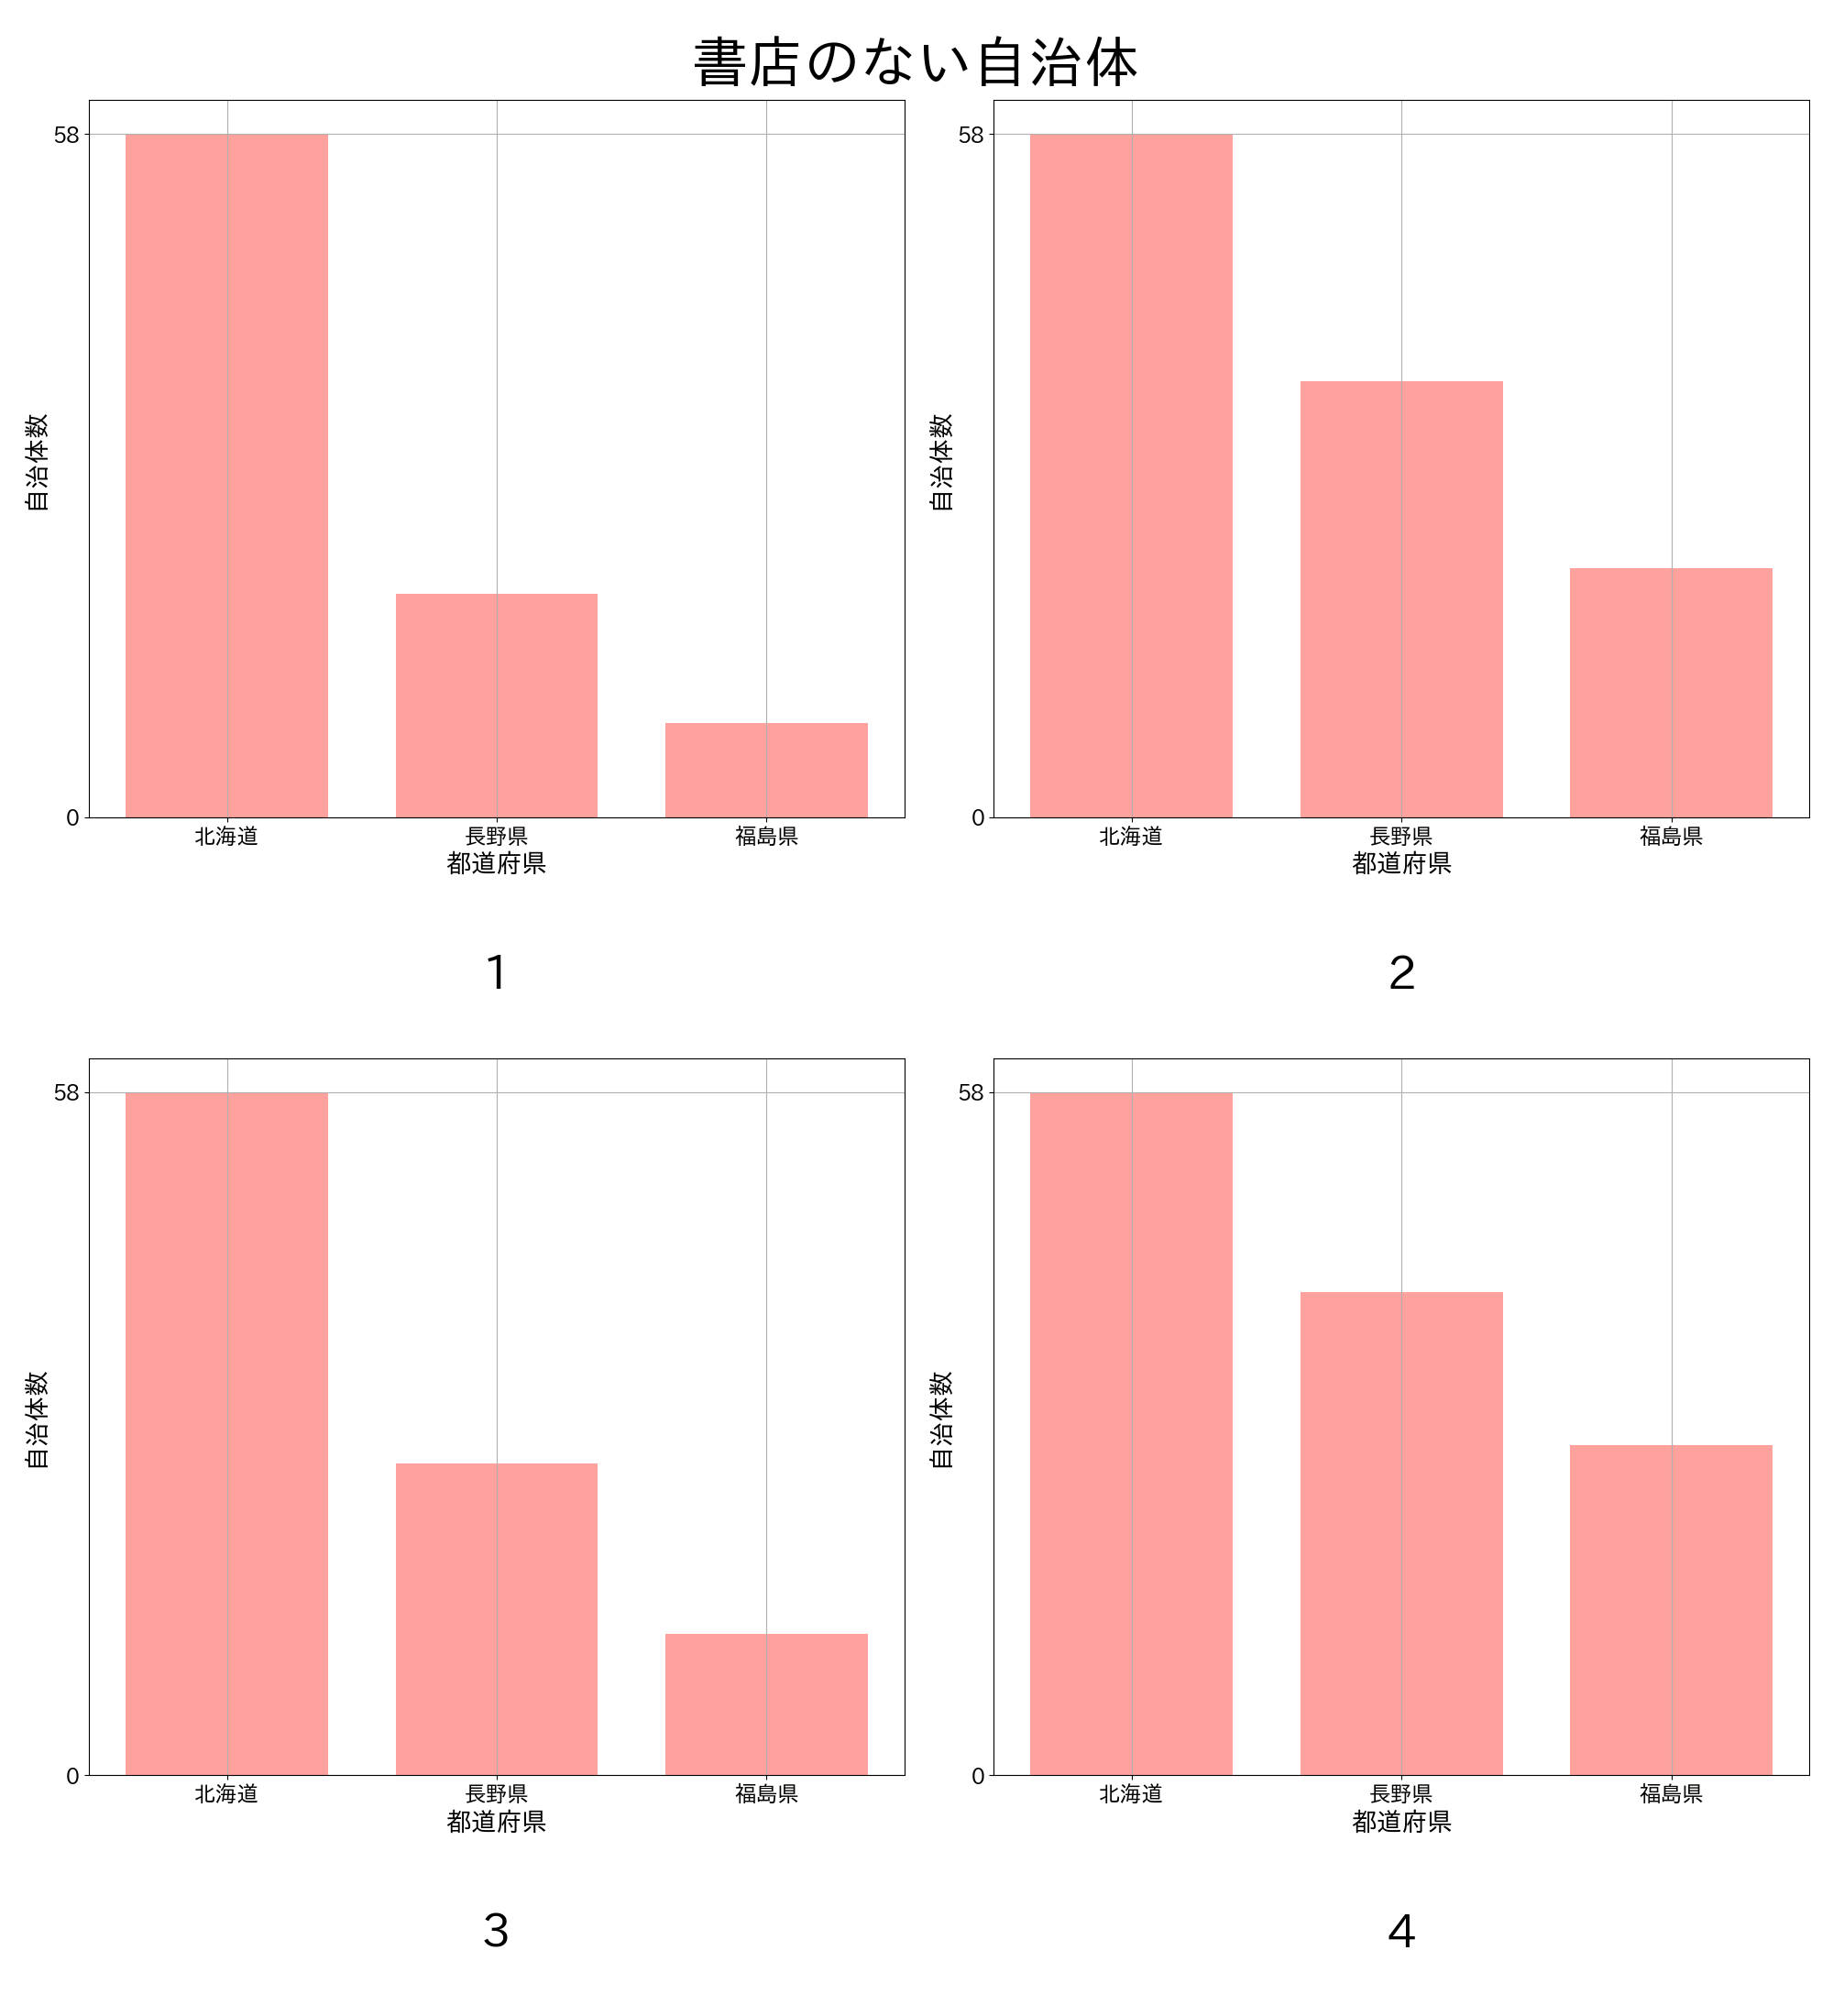 書店のない自治体
58
0
自治体数
北海道
長野県
福島県
都道府県
1
58
0
自治体数
北海道
長野県
福島県
都道府県
2
58
0
自治体数
北海道
長野県
福島県
都道府県
3
58
0
自治体数
北海道
長野県
福島県
都道府県
4